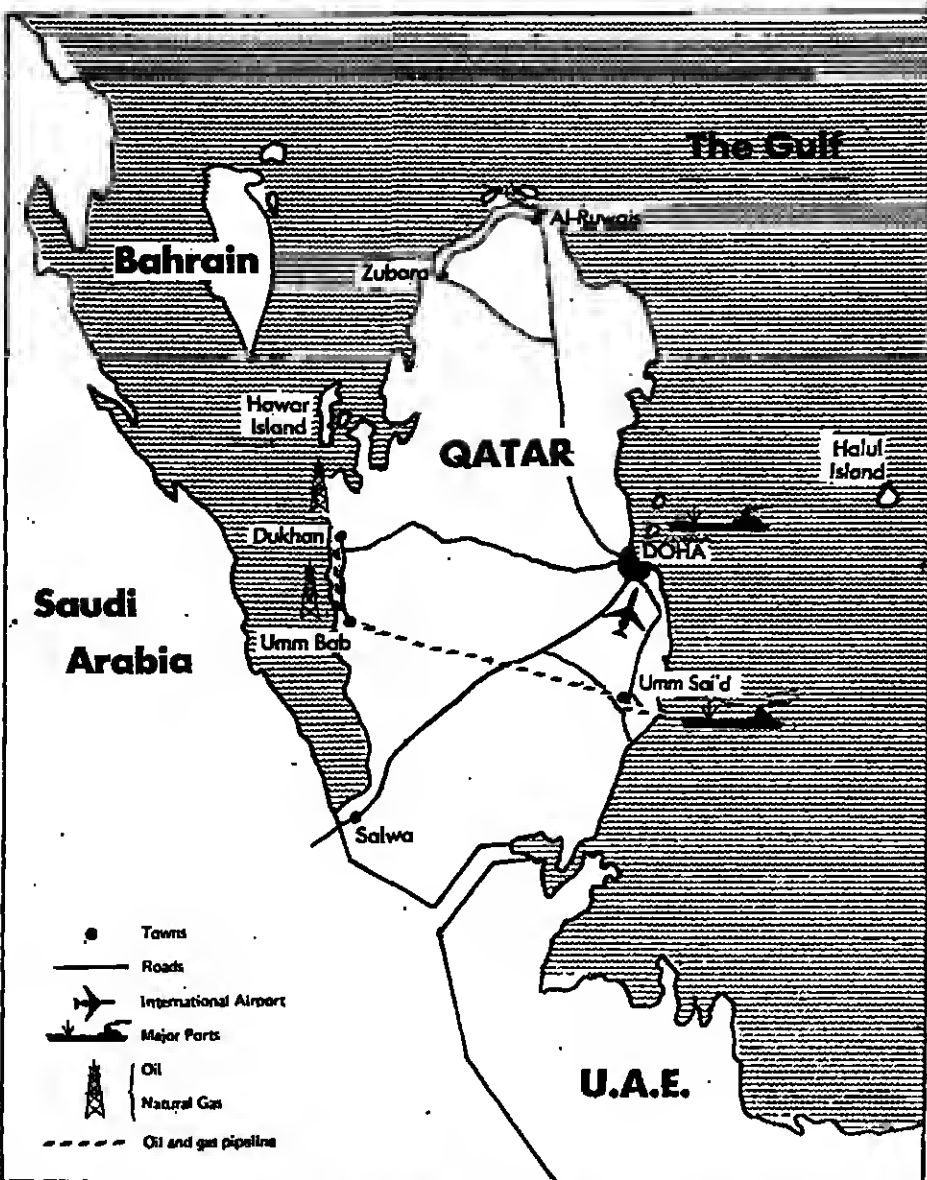 The Gulf
Al-Ruwais
Bahrain
Zubara
Hawar
Island
QATAR
Halul
Island
Dukhan
DOHA
Saudi
Arabia
Umm Bab
Umm Sai'd
Salwa
Towns
Roads
International Airport
Major Ports
Oil
Natural Gas
Oil and gas pipeline
U.A.E.